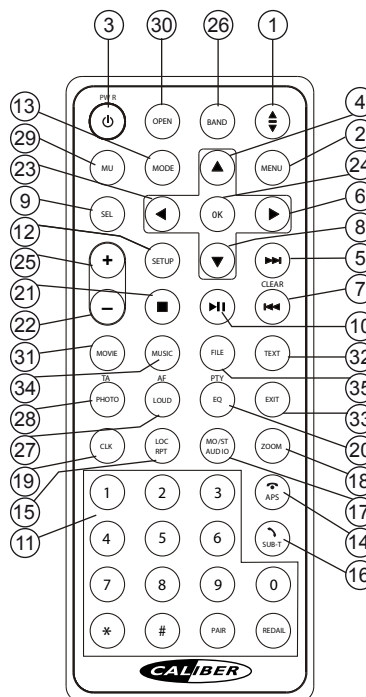 3 30 26 1
PWR
OPEN BAND
13 4
29 MU MODE MENU 2
23 24
9 SEL OK 6
12 8
25 + SETUP 5
21 CLEAR 7
22 −
10
31 MOVIE MUSIC FILE TEXT 32
34 TA AF PTY 35
28 PHOTO LOUD EQ EXIT 33
27 20
19 CLK LOC RPT MO/ST AUDIO ZOOM 18
15 17
11 1 2 3 APS 14
4 5 6 SUB-T 16
7 8 9 0
* # PAIR REDAIL
CALIBER